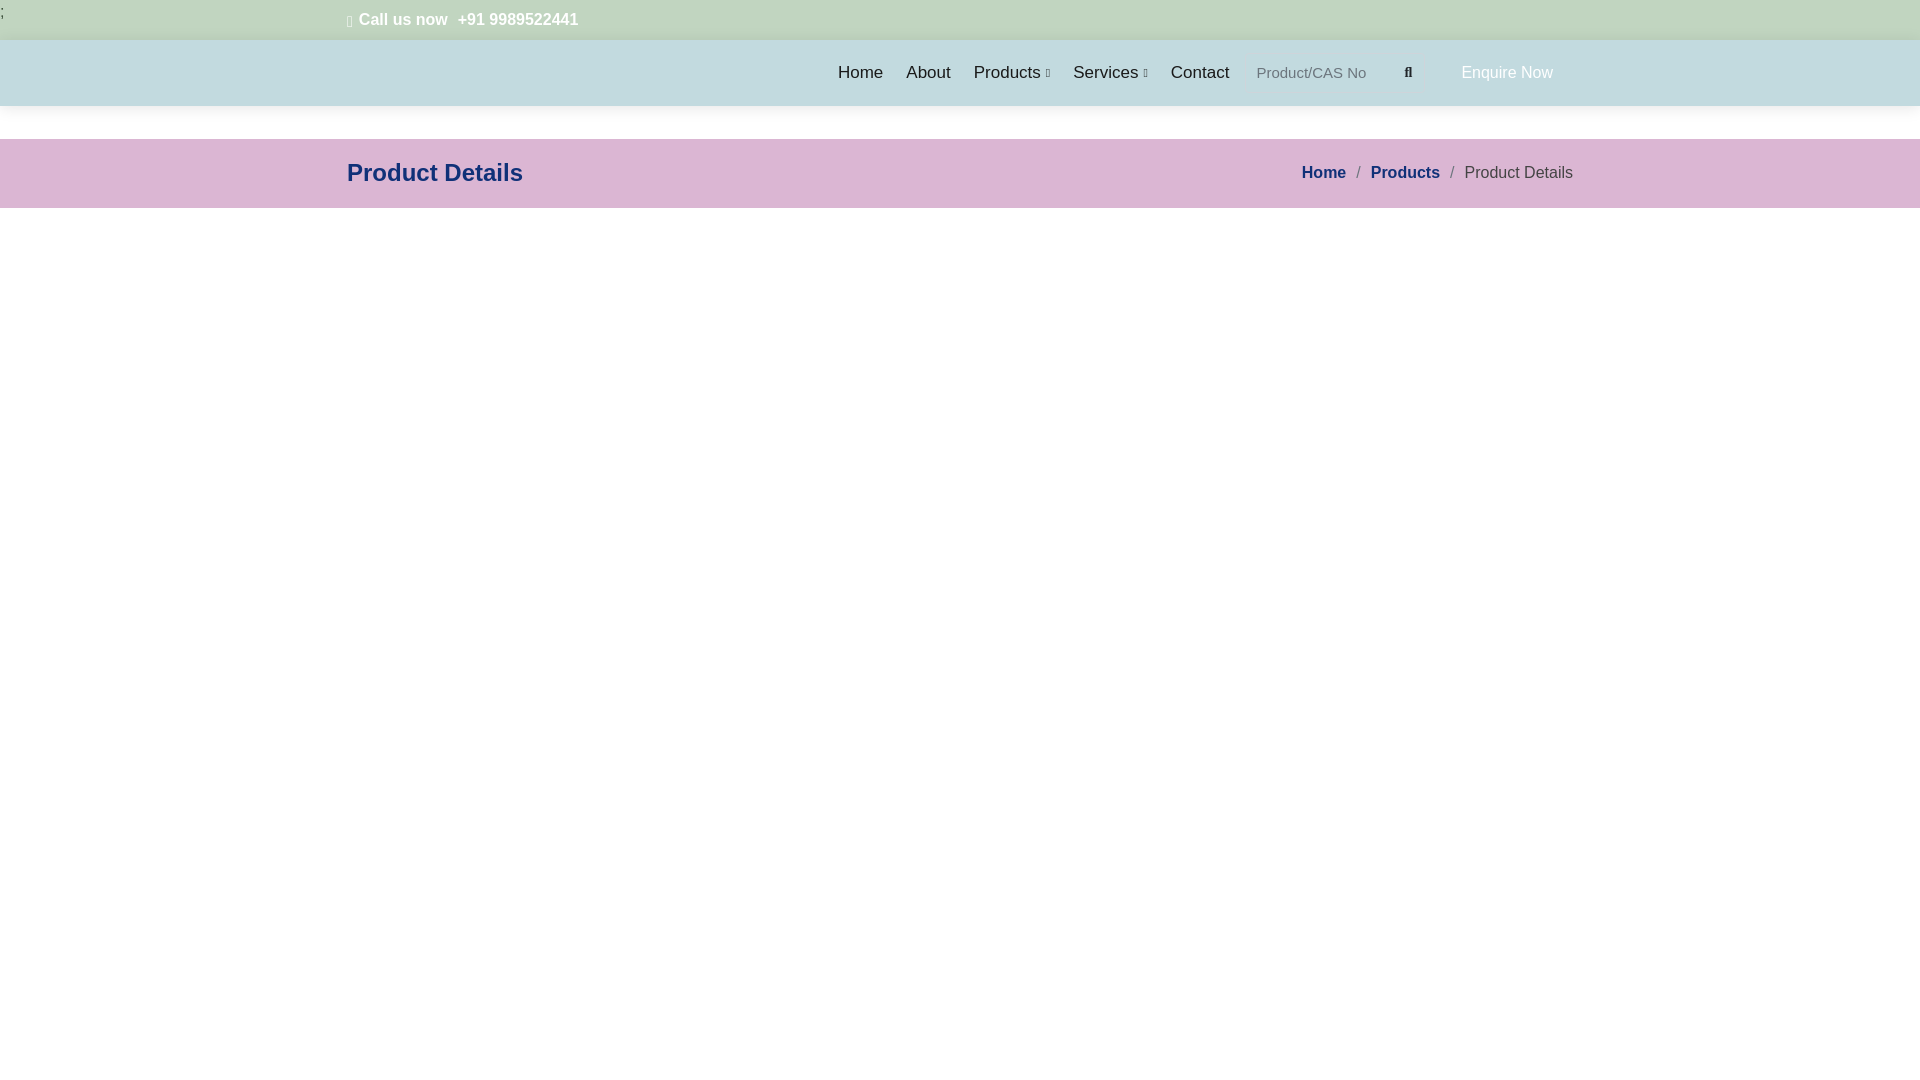 ;
Call us now +91 9989522441
Home About Products Services Contact Product/CAS No Enquire Now
Product Details
Home / Products / Product Details